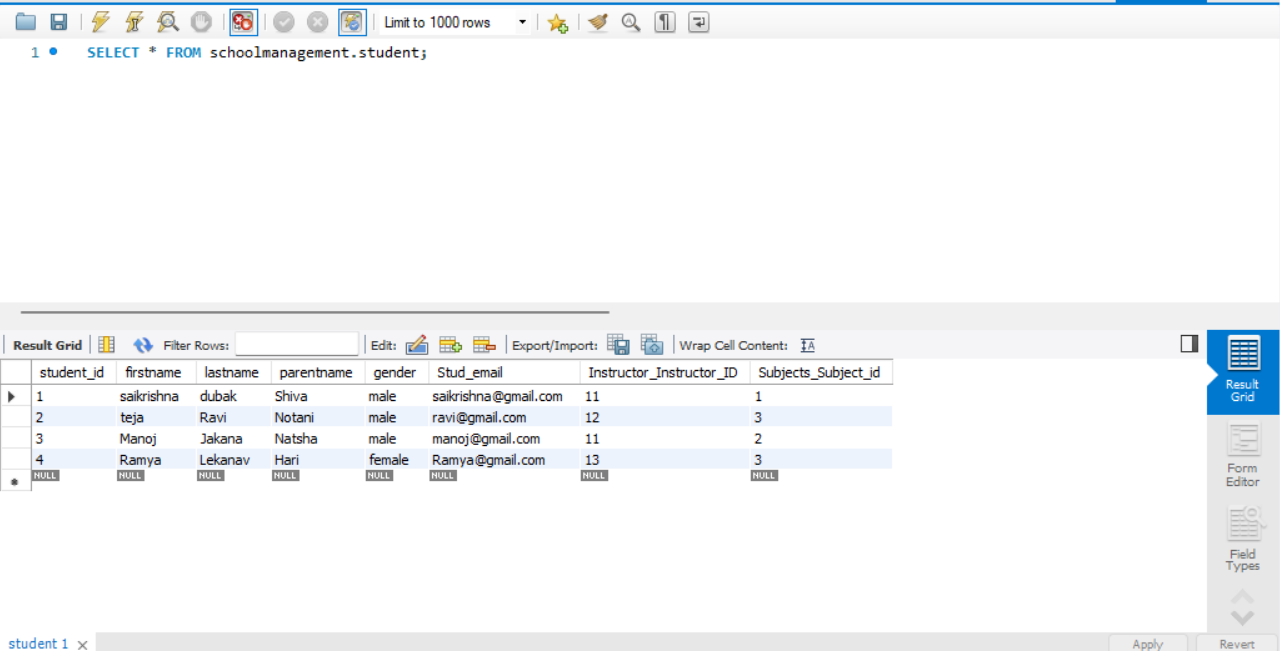 Limit to 1000 rows
1 SELECT * FROM schoolmanagement.student;
Result Grid Filter Rows: Edit: Export/Import: Wrap Cell Content: IA
student_id firstname lastname parentname gender Stud_email Instructor_Instructor_ID Subjects_Subject_id
1 saikrishna dubak Shiva male saikrishna@gmail.com 11 1
2 teja Ravi Notani male ravi@gmail.com 12 3
3 Manoj Jakana Natsha male manoj@gmail.com 11 2
4 Ramya Lekanav Hari female Ramya@gmail.com 13 3
NULL NULL NULL NULL NULL NULL NULL NULL
Result
Grid
Form
Editor
Field
Types
student 1
Apply Revert